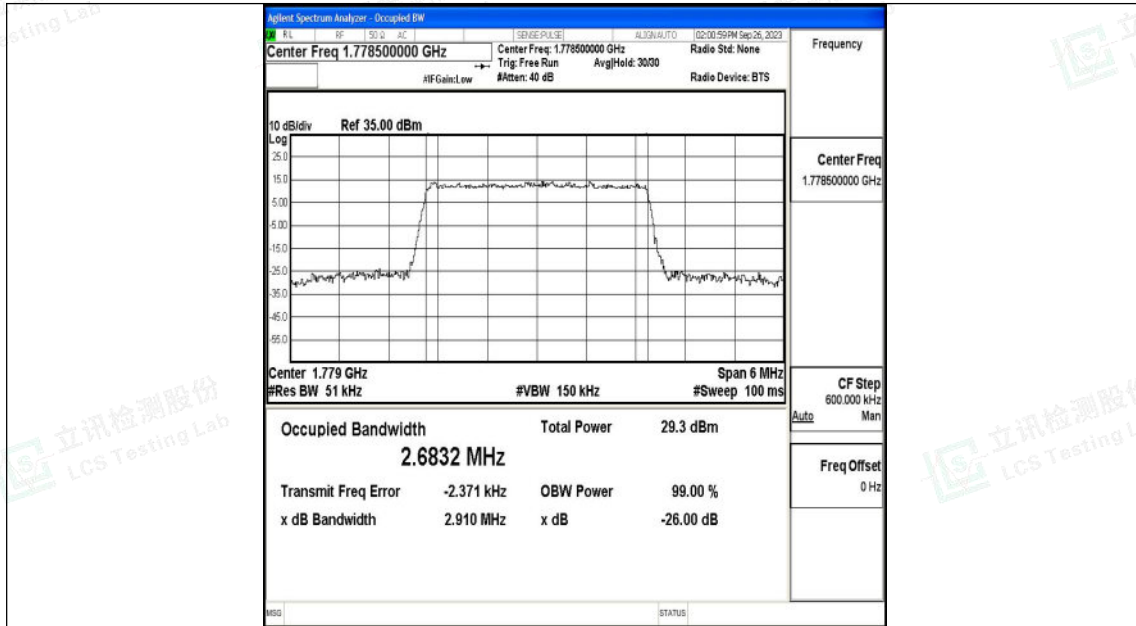 Agilent Spectrum Analyzer - Occupied BW
RL RF 50 Ω AC SENSE:PULSE ALIGNAUTO 02:00:59PM Sep 26, 2023
Center Freq 1.778500000 GHz
Center Freq: 1.778500000 GHz Radio Std: None
Trig: Free Run Avg|Hold: 30/30
#IFGain:Low #Atten: 40 dB Radio Device: BTS
Frequency
10 dB/div Ref 35.00 dBm
Log
25.0
15.0
5.00
-5.00
-15.0
-25.0
-35.0
-45.0
-55.0
Center 1.779 GHz Span 6 MHz
#Res BW 51 kHz #VBW 150 kHz #Sweep 100 ms
Center Freq
1.778500000 GHz
CF Step
600.000 kHz
Auto Man
Freq Offset
0 Hz
Occupied Bandwidth Total Power 29.3 dBm
2.6832 MHz
Transmit Freq Error -2.371 kHz OBW Power 99.00 %
x dB Bandwidth 2.910 MHz x dB -26.00 dB
MSG STATUS
立讯检测股份
LCS Testing Lab
立讯检测股份
LCS Testing L